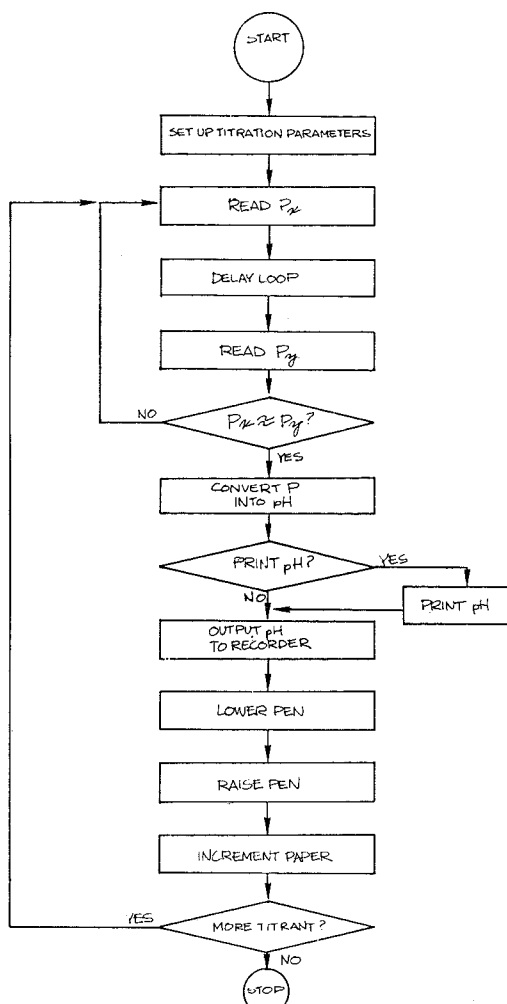 START
SET UP TITRATION PARAMETERS
READ Px
DELAY LOOP
READ Py
NO
Px ≈ Py?
YES
CONVERT P
INTO pH
PRINT pH?
YES
NO
PRINT pH
OUTPUT pH
TO RECORDER
LOWER PEN
RAISE PEN
INCREMENT PAPER
YES
MORE TITRANT?
NO
STOP